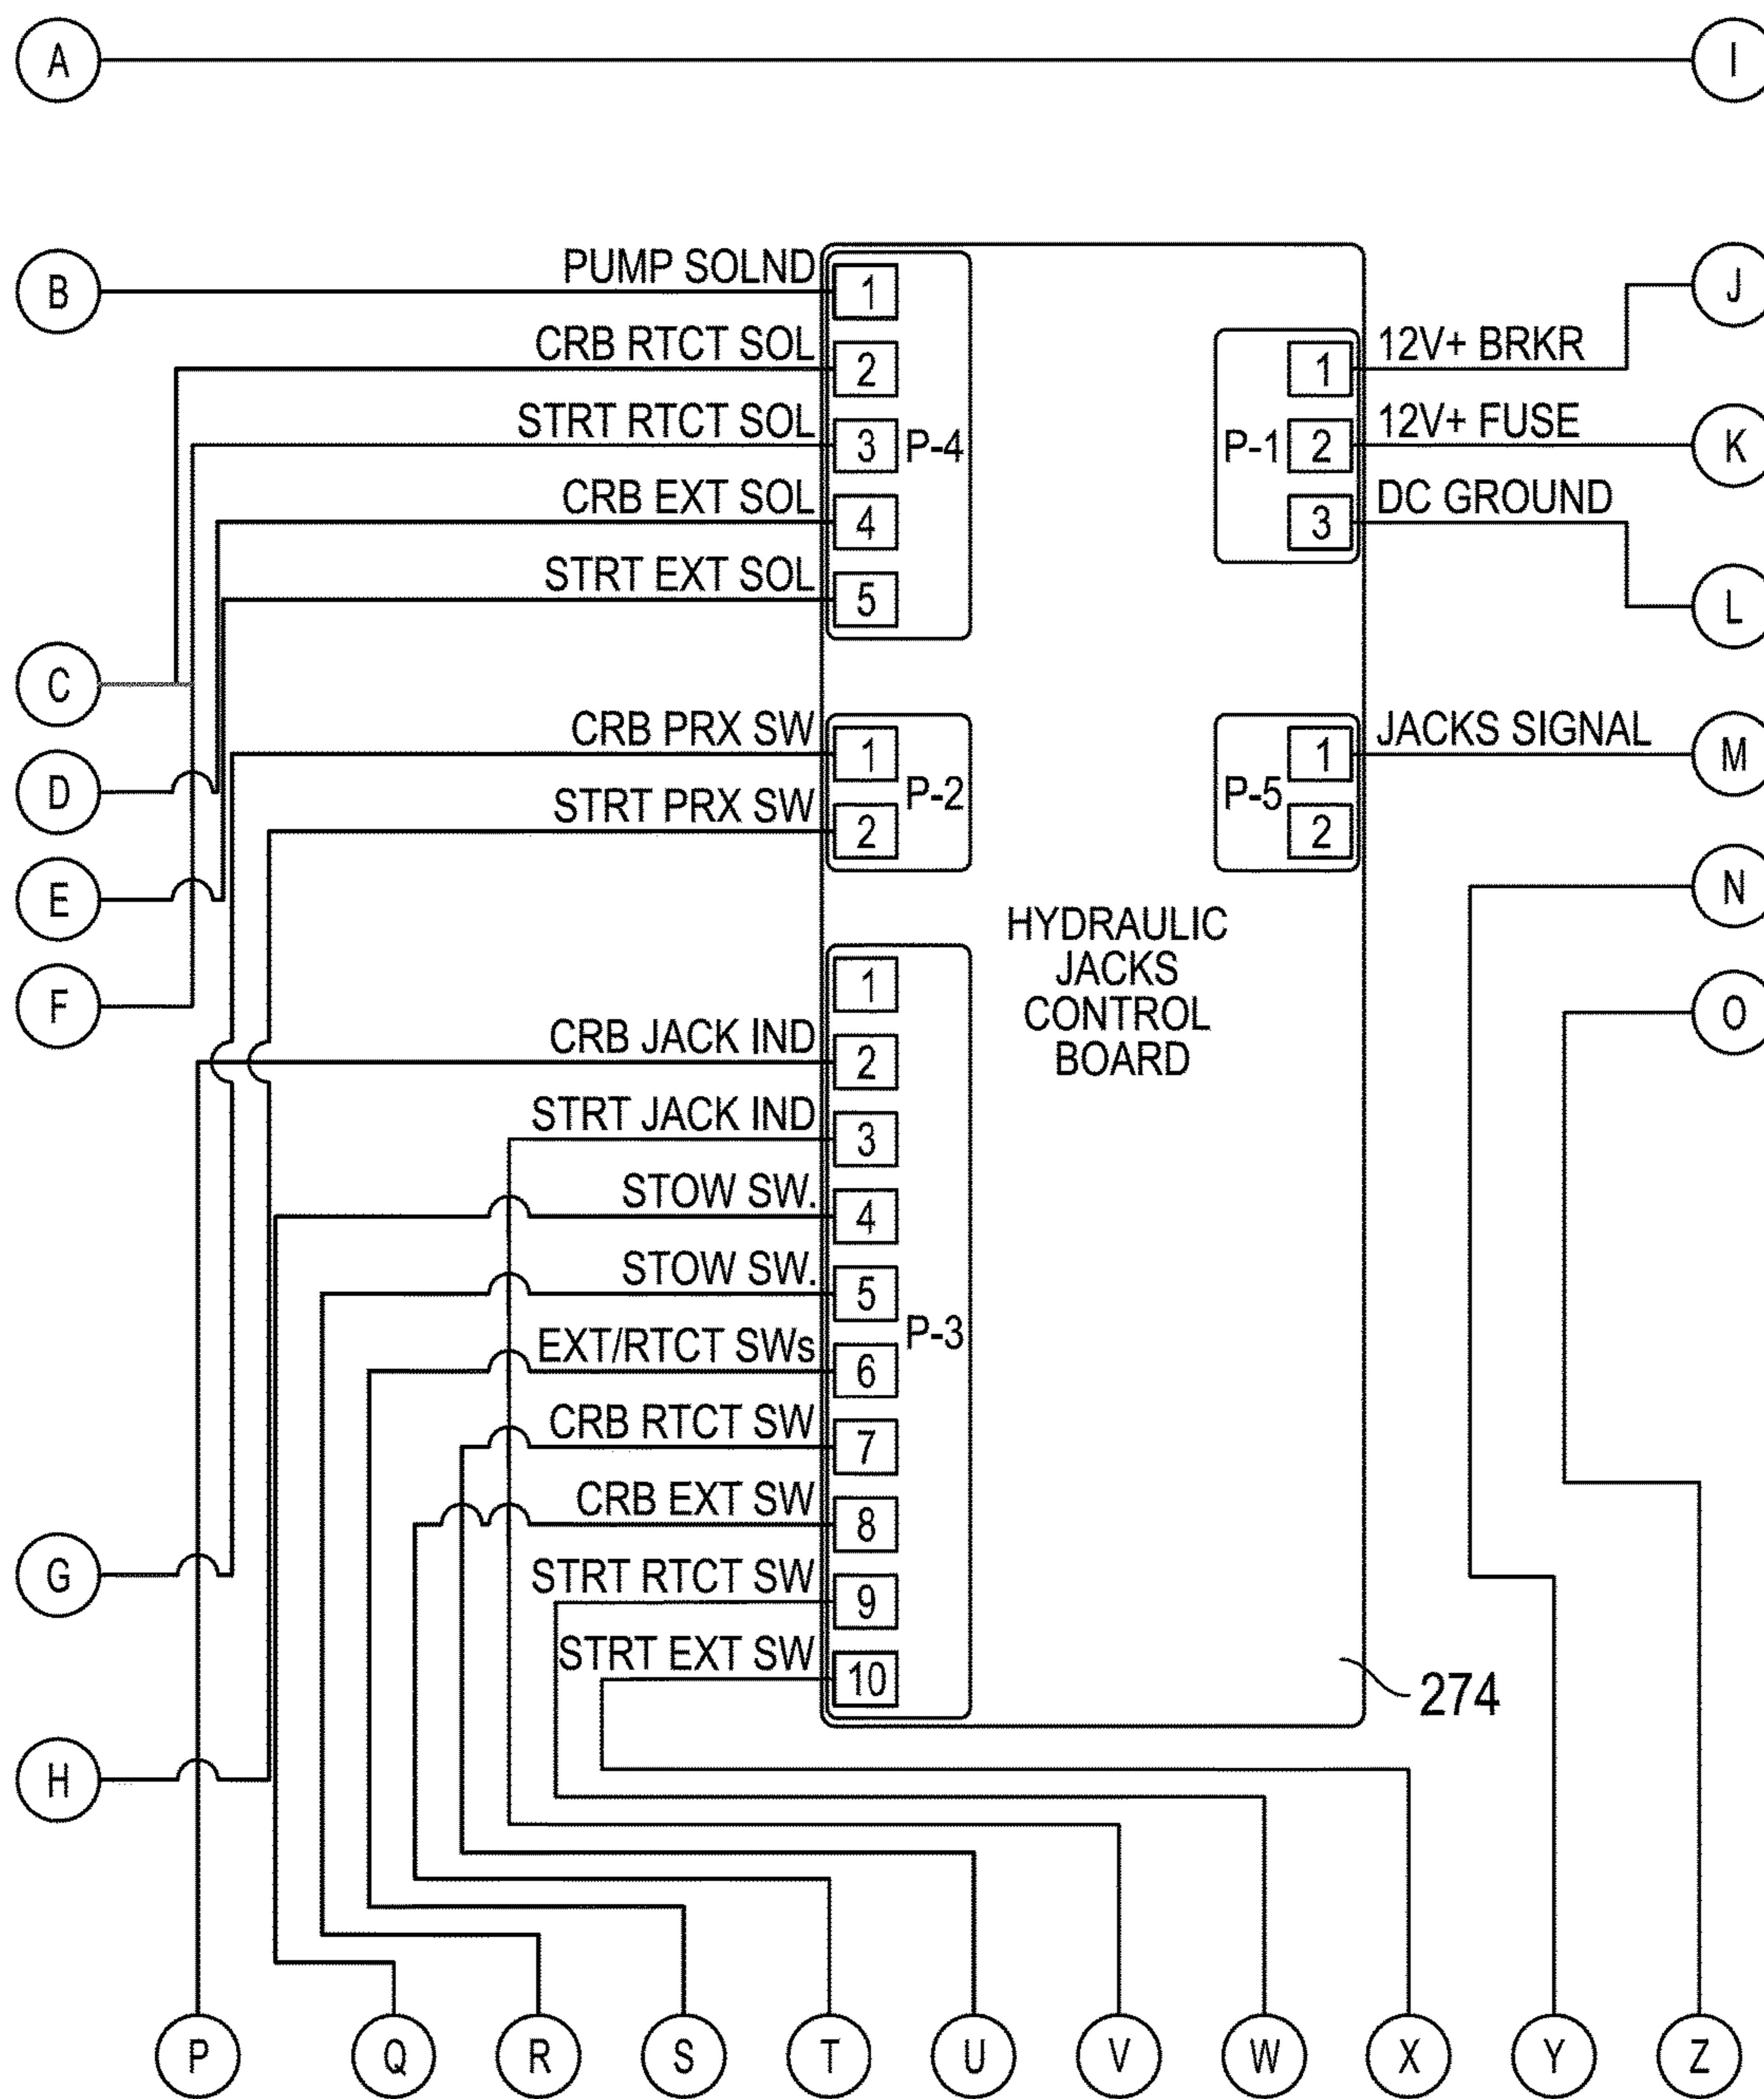 A
I
B
PUMP SOLND
1
CRB RTCT SOL
2
STRT RTCT SOL
3
P-4
CRB EXT SOL
4
STRT EXT SOL
5
J
12V+ BRKR
1
12V+ FUSE
P-1
2
K
DC GROUND
3
L
C
D
E
F
CRB PRX SW
1
P-2
STRT PRX SW
2
JACKS SIGNAL
1
P-5
2
M
N
O
HYDRAULIC
JACKS
CONTROL
BOARD
1
CRB JACK IND
2
STRT JACK IND
3
STOW SW.
4
STOW SW.
5
P-3
EXT/RTCT SWs
6
CRB RTCT SW
7
CRB EXT SW
8
STRT RTCT SW
9
STRT EXT SW
10
274
G
H
P
Q
R
S
T
U
V
W
X
Y
Z